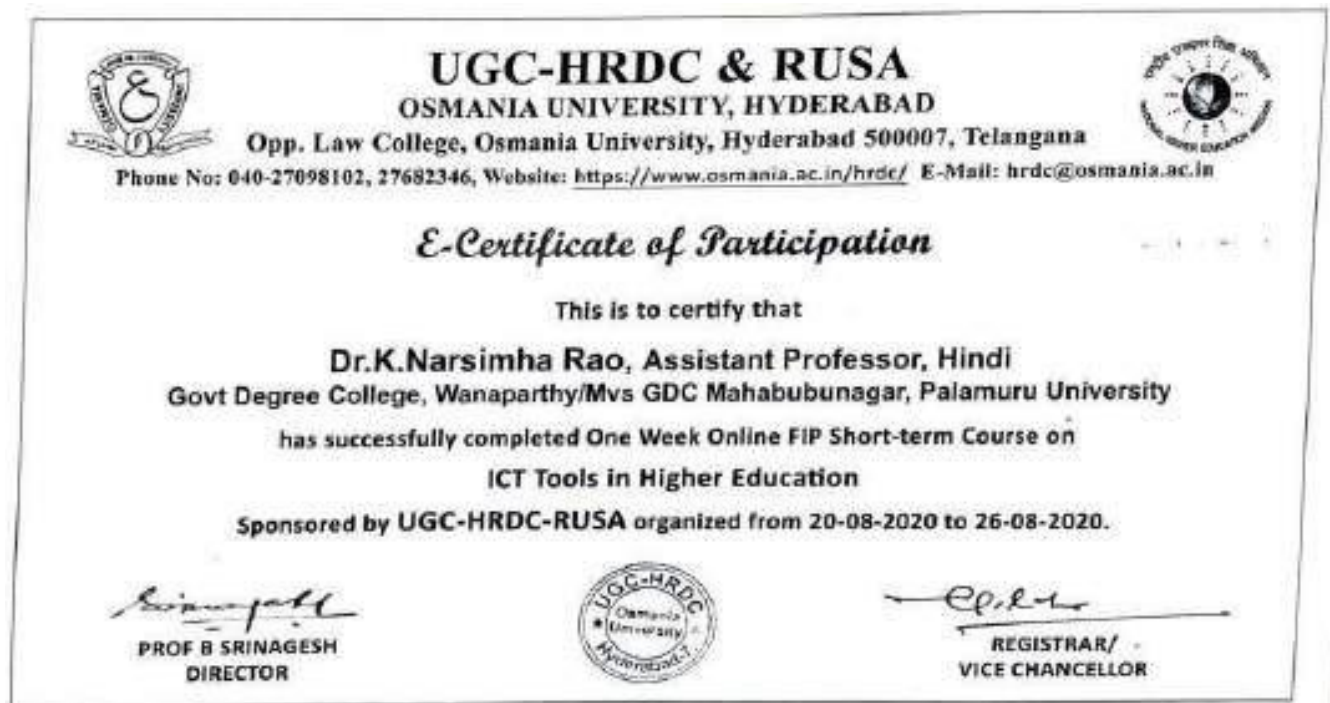 UGC-HRDC & RUSA
OSMANIA UNIVERSITY, HYDERABAD
Opp. Law College, Osmania University, Hyderabad 500007, Telangana
Phone No: 040-27098102, 27682346, Website: https://www.osmania.ac.in/hrdc/ E-Mail: hrdc@osmania.ac.in
E-Certificate of Participation
This is to certify that
Dr.K.Narsimha Rao, Assistant Professor, Hindi
Govt Degree College, Wanaparthy/Mvs GDC Mahabubunagar, Palamuru University
has successfully completed One Week Online FIP Short-term Course on
ICT Tools in Higher Education
Sponsored by UGC-HRDC-RUSA organized from 20-08-2020 to 26-08-2020.
UGC-HRDC
Osmania
University
Hyderabad-7
PROF B SRINAGESH
DIRECTOR
REGISTRAR/
VICE CHANCELLOR